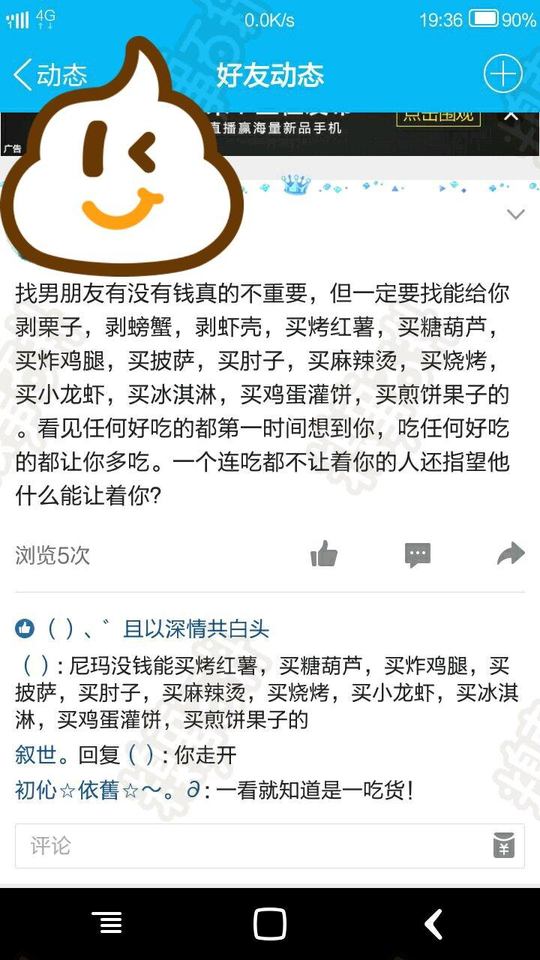 4G 0.0K/s 19:36 90%
动态 好友动态
直播赢海量新品手机
点击围观
广告
找男朋友有没有钱真的不重要，但一定要找能给你
剥栗子，剥螃蟹，剥虾壳，买烤红薯，买糖葫芦，
买炸鸡腿，买披萨，买肘子，买麻辣烫，买烧烤，
买小龙虾，买冰淇淋，买鸡蛋灌饼，买煎饼果子的
。看见任何好吃的都第一时间想到你，吃任何好吃
的都让你多吃。一个连吃都不让着你的人还指望他
什么能让着你?
浏览5次
( ) 、゛且以深情共白头
( ) : 尼玛没钱能买烤红薯，买糖葫芦，买炸鸡腿，买
披萨，买肘子，买麻辣烫，买烧烤，买小龙虾，买冰淇
淋，买鸡蛋灌饼，买煎饼果子的
叙世。回复 ( ) : 你走开
初伈☆依舊☆〜。∂ : 一看就知道是一吃货！
评论